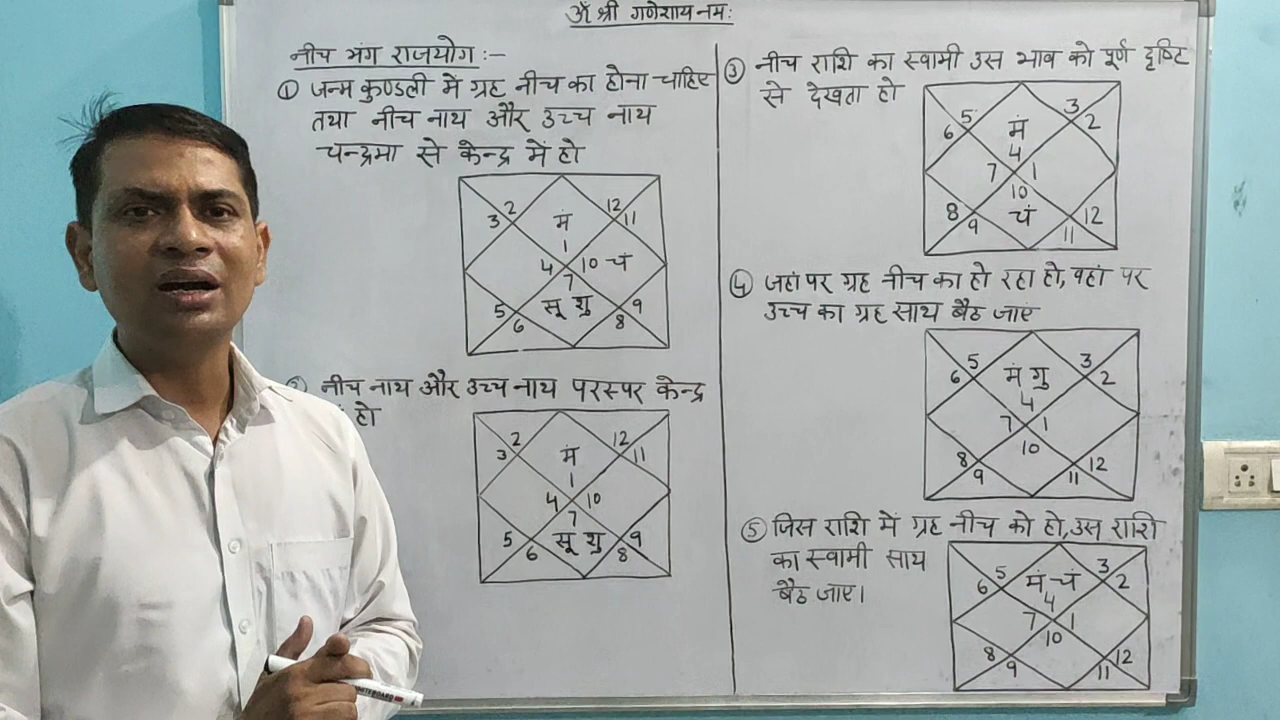 ॐ श्री गणेशाय नमः
नीच भंग राजयोग :-
① जन्म कुण्डली में ग्रह नीच का होना चाहिए
तथा नीच नाथ और उच्च नाथ
चन्द्रमा से केन्द्र में हो
2 12
3 मं 11
1
4 10 चं
7
5 सू शु 9
6 8
② नीच नाथ और उच्च नाथ परस्पर केन्द्र
में हो
2 12
3 मं 11
1
4 10
7
5 सू शु 9
6 8
③ नीच राशि का स्वामी उस भाव को पूर्ण दृष्टि
से देखता हो
5 3
6 मं 2
4
7 1
10
8 चं 12
9 11
④ जहां पर ग्रह नीच का हो रहा हो, वहां पर
उच्च का ग्रह साथ बैठ जाएं
5 3
6 मं गु 2
4
7 1
10
8 12
9 11
⑤ जिस राशि में ग्रह नीच को हो, उस राशि
का स्वामी साथ
बैठ जाए।
5 3
6 मं चं 2
4
7 1
10
8 12
9 11